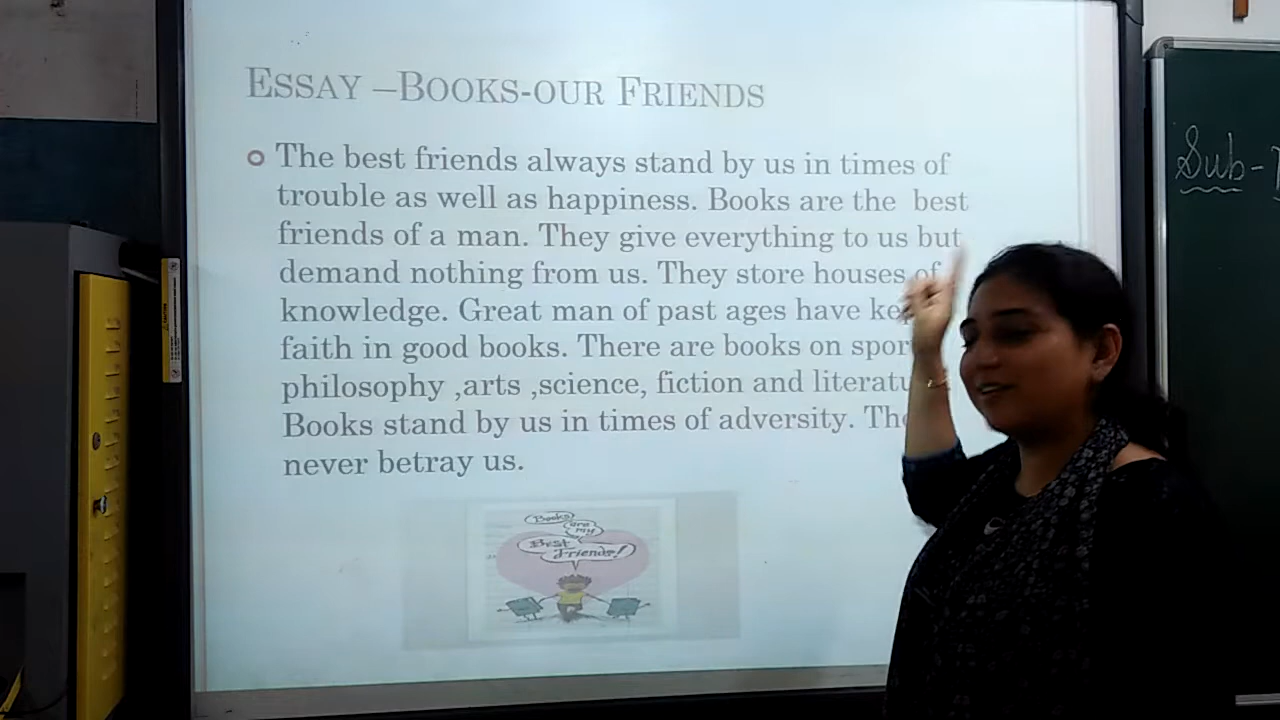 ESSAY –BOOKS-OUR FRIENDS
The best friends always stand by us in times of
trouble as well as happiness. Books are the best
friends of a man. They give everything to us but
demand nothing from us. They store houses of
knowledge. Great man of past ages have
faith in good books. There are books on
philosophy ,arts ,science, fiction and
Books stand by us in times of adversity.
never betray us.
Books
are
my
Best
Friends!
Sub-